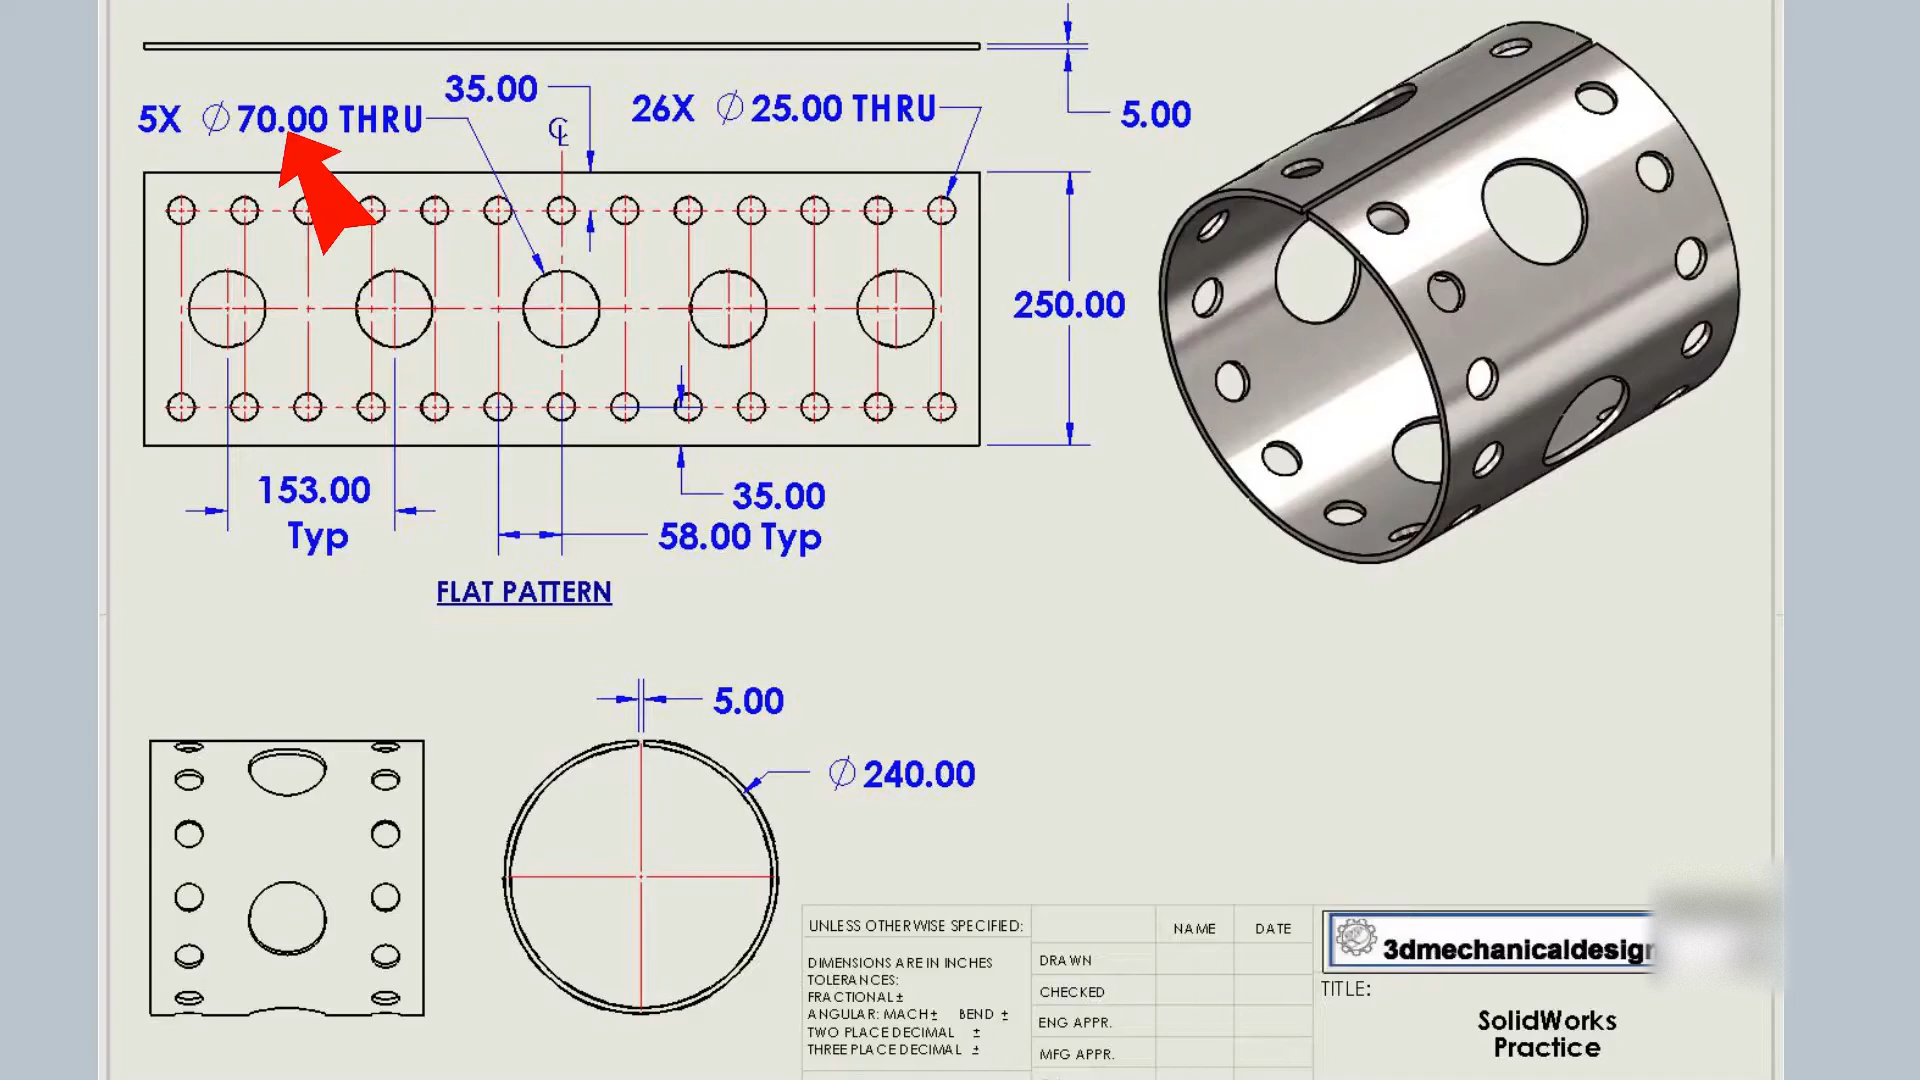 35.00
5X ∅70.00 THRU
26X ∅25.00 THRU
5.00
℄
250.00
153.00
Typ
35.00
58.00 Typ
FLAT PATTERN
5.00
∅240.00
UNLESS OTHERWISE SPECIFIED:
DIMENSIONS ARE IN INCHES
TOLERANCES:
FRACTIONAL±
ANGULAR: MACH± BEND ±
TWO PLACE DECIMAL ±
THREE PLACE DECIMAL ±
NAME DATE
DRAWN
CHECKED
ENG APPR.
MFG APPR.
3dmechanicaldesign
TITLE:
SolidWorks
Practice